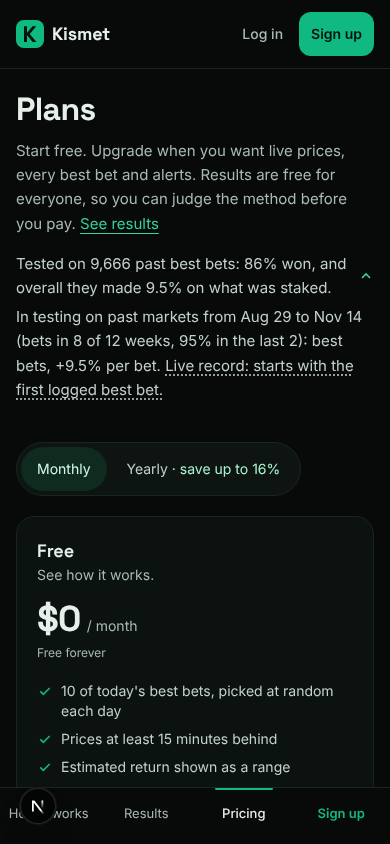 K Kismet
Log in
Sign up
Plans
Start free. Upgrade when you want live prices,
every best bet and alerts. Results are free for
everyone, so you can judge the method before
you pay. See results
Tested on 9,666 past best bets: 86% won, and
overall they made 9.5% on what was staked.
In testing on past markets from Aug 29 to Nov 14
(bets in 8 of 12 weeks, 95% in the last 2): best
bets, +9.5% per bet. Live record: starts with the
first logged best bet.
Monthly
Yearly · save up to 16%
Free
See how it works.
$0 / month
Free forever
10 of today's best bets, picked at random
each day
Prices at least 15 minutes behind
Estimated return shown as a range
N
works
Results
Pricing
Sign up